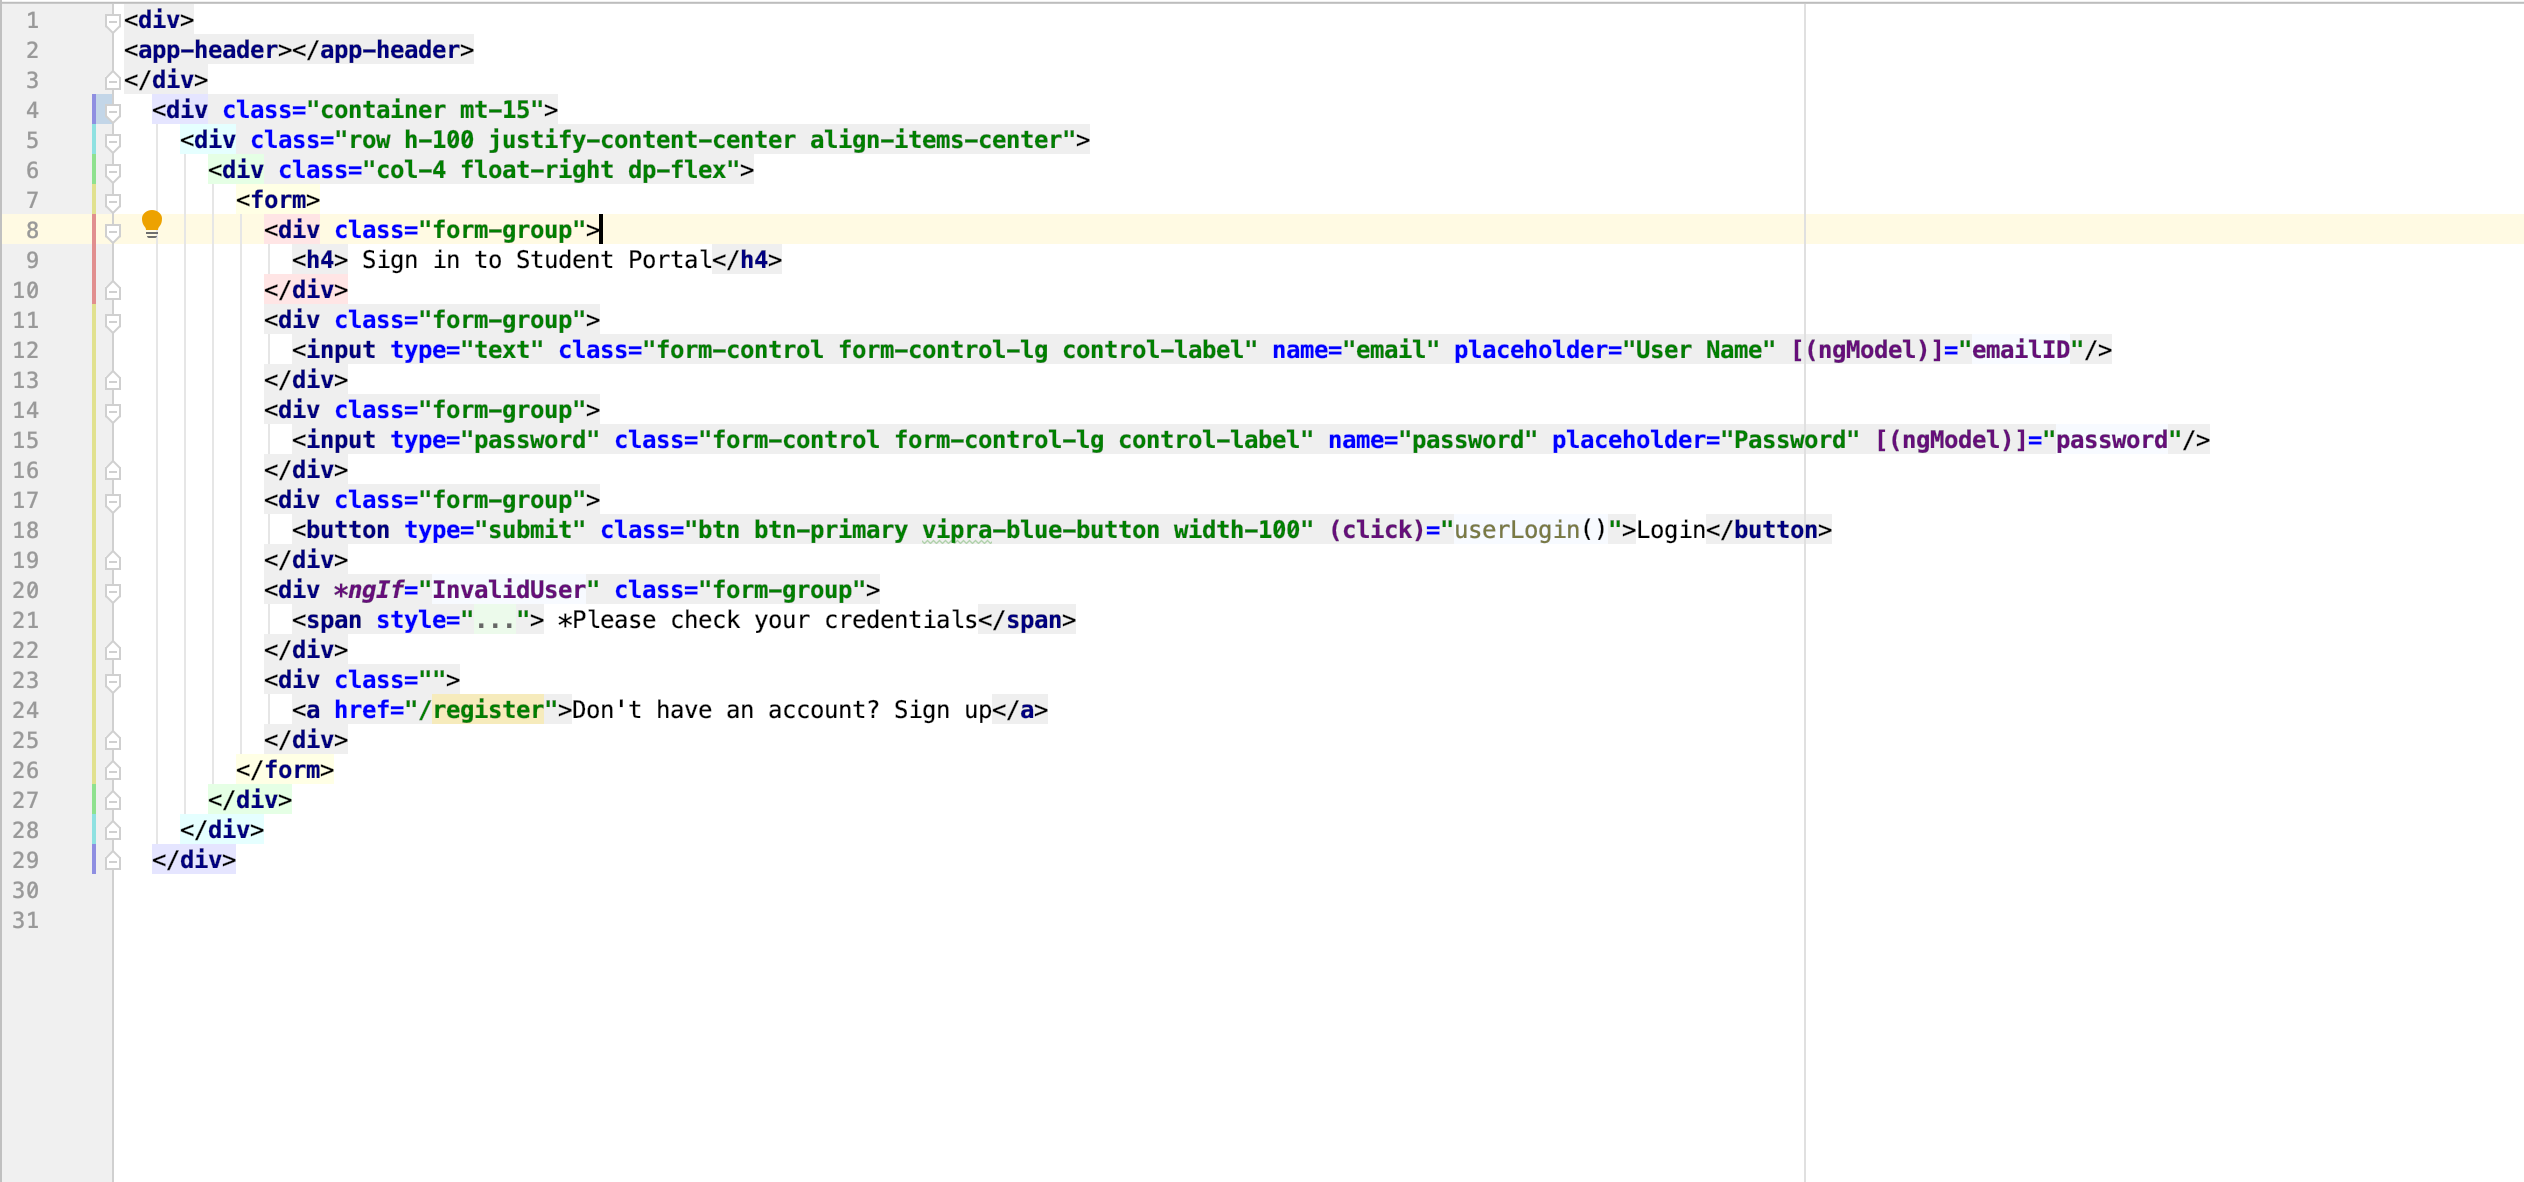 1 <div>
2 <app-header></app-header>
3 </div>
4   <div class="container mt-15">
5     <div class="row h-100 justify-content-center align-items-center">
6       <div class="col-4 float-right dp-flex">
7         <form>
8           <div class="form-group">
9             <h4> Sign in to Student Portal</h4>
10           </div>
11           <div class="form-group">
12             <input type="text" class="form-control form-control-lg control-label" name="email" placeholder="User Name" [(ngModel)]="emailID"/>
13           </div>
14           <div class="form-group">
15             <input type="password" class="form-control form-control-lg control-label" name="password" placeholder="Password" [(ngModel)]="password"/>
16           </div>
17           <div class="form-group">
18             <button type="submit" class="btn btn-primary vipra-blue-button width-100" (click)="userLogin()">Login</button>
19           </div>
20           <div *ngIf="InvalidUser" class="form-group">
21             <span style="..."> *Please check your credentials</span>
22           </div>
23           <div class="">
24             <a href="/register">Don't have an account? Sign up</a>
25           </div>
26         </form>
27       </div>
28     </div>
29   </div>
30
31